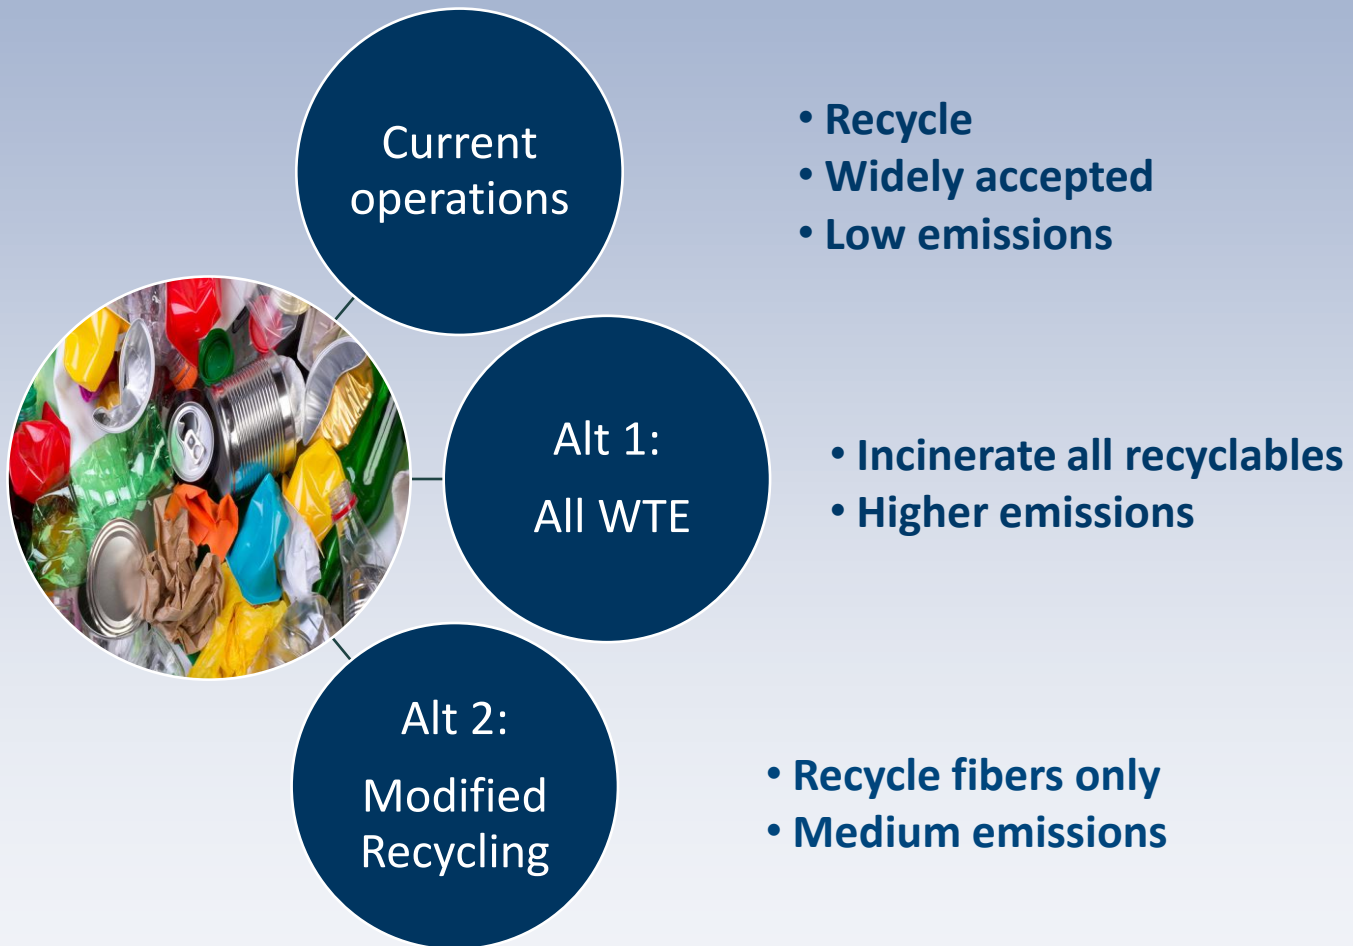 Current
operations
• Recycle
• Widely accepted
• Low emissions
Alt 1:
All WTE
• Incinerate all recyclables
• Higher emissions
Alt 2:
Modified
Recycling
• Recycle fibers only
• Medium emissions